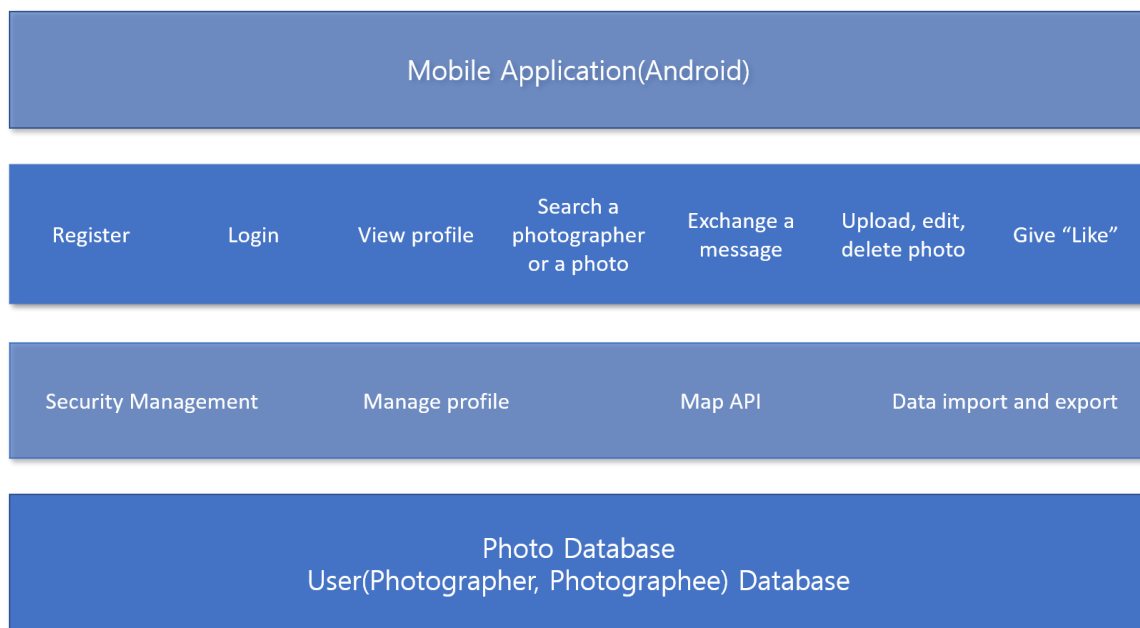 Mobile Application(Android)
Register
Login
View profile
Search a
photographer
or a photo
Exchange a
message
Upload, edit,
delete photo
Give “Like”
Security Management
Manage profile
Map API
Data import and export
Photo Database
User(Photographer, Photographee) Database